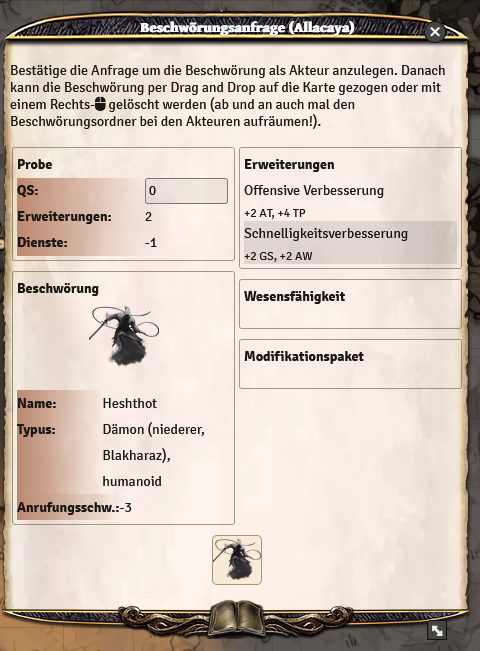 Beschwörungsanfrage (Allacaya)
Bestätige die Anfrage um die Beschwörung als Akteur anzulegen. Danach
kann die Beschwörung per Drag and Drop auf die Karte gezogen oder mit
einem Rechts- gelöscht werden (ab und an auch mal den
Beschwörungsordner bei den Akteuren aufräumen!).
Probe
QS: 0
Erweiterungen: 2
Dienste: -1
Beschwörung
Name: Heshthot
Typus: Dämon (niederer,
Blakharaz),
humanoid
Anrufungsschw.:-3
Erweiterungen
Offensive Verbesserung
+2 AT, +4 TP
Schnelligkeitsverbesserung
+2 GS, +2 AW
Wesensfähigkeit
Modifikationspaket